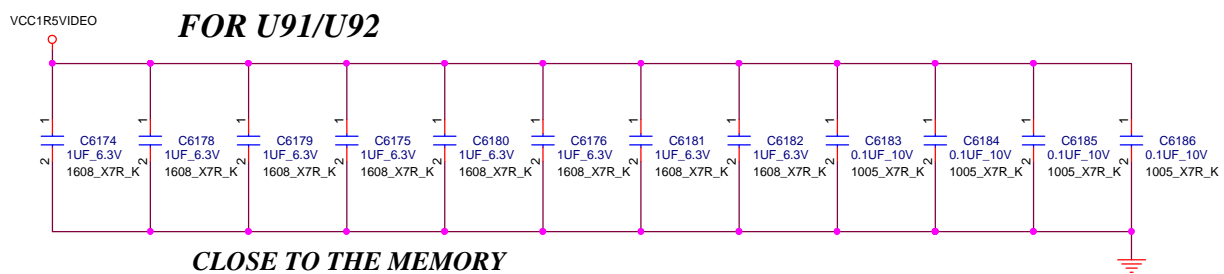 VCC1R5VIDEO
FOR U91/U92
1 C6174 1 C6178 1 C6179 1 C6175 1 C6180 1 C6176 1 C6181 1 C6182 1 C6183 1 C6184 1 C6185 1 C6186
1UF_6.3V 1UF_6.3V 1UF_6.3V 1UF_6.3V 1UF_6.3V 1UF_6.3V 1UF_6.3V 1UF_6.3V 0.1UF_10V 0.1UF_10V 0.1UF_10V 0.1UF_10V
2 1608_X7R_K 2 1608_X7R_K 2 1608_X7R_K 2 1608_X7R_K 2 1608_X7R_K 2 1608_X7R_K 2 1608_X7R_K 2 1608_X7R_K 2 1005_X7R_K 2 1005_X7R_K 2 1005_X7R_K 2 1005_X7R_K
CLOSE TO THE MEMORY